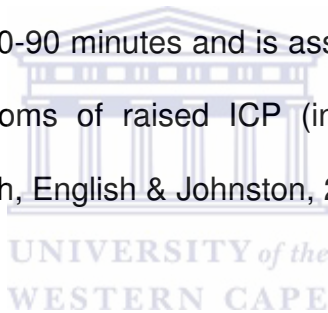 0-90 minutes and is ass
oms of raised ICP (in
h, English & Johnston, 2
UNIVERSITY of the
WESTERN CAPE